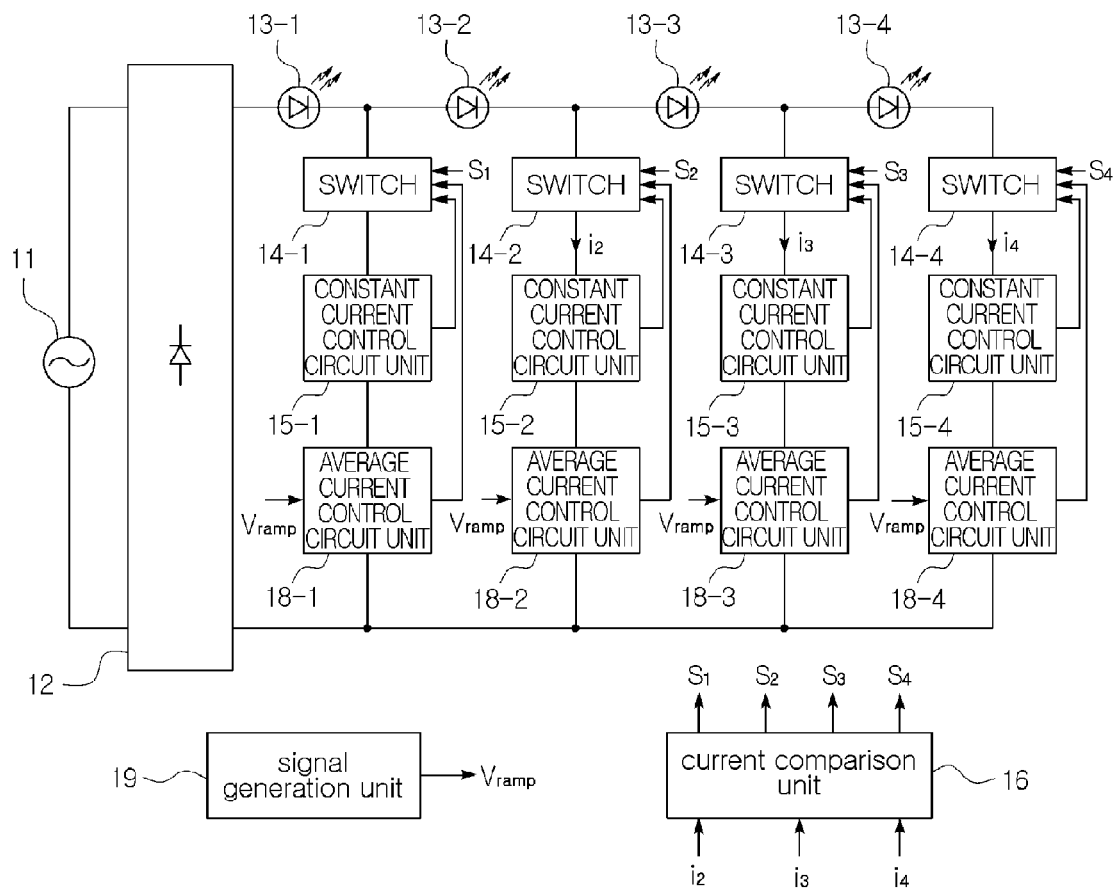 13-1
13-2
13-3
13-4
SWITCH
S1
SWITCH
S2
SWITCH
S3
SWITCH
S4
14-1
14-2
i2
14-3
i3
14-4
i4
11
CONSTANT
CURRENT
CONTROL
CIRCUIT UNIT
CONSTANT
CURRENT
CONTROL
CIRCUIT UNIT
CONSTANT
CURRENT
CONTROL
CIRCUIT UNIT
CONSTANT
CURRENT
CONTROL
CIRCUIT UNIT
15-1
15-2
15-3
15-4
Vramp
AVERAGE
CURRENT
CONTROL
CIRCUIT UNIT
Vramp
AVERAGE
CURRENT
CONTROL
CIRCUIT UNIT
Vramp
AVERAGE
CURRENT
CONTROL
CIRCUIT UNIT
Vramp
AVERAGE
CURRENT
CONTROL
CIRCUIT UNIT
18-1
18-2
18-3
18-4
12
S1
S2
S3
S4
19
signal
generation unit
Vramp
current comparison
unit
16
i2
i3
i4